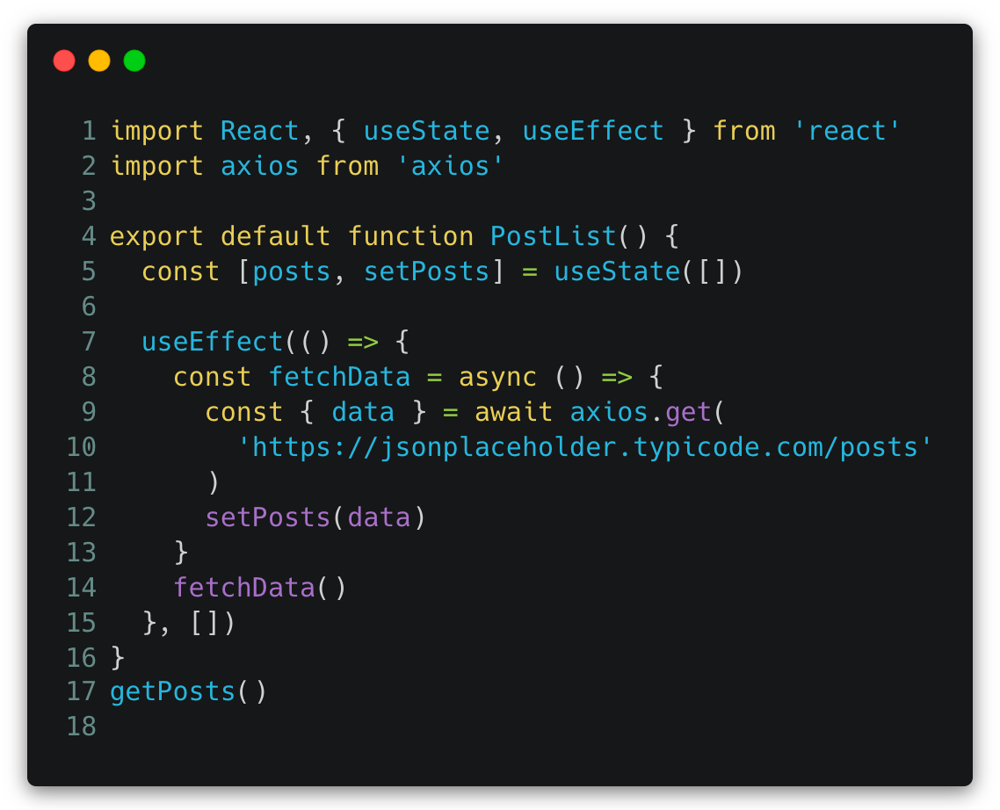 1 import React, { useState, useEffect } from 'react'
2 import axios from 'axios'
3
4 export default function PostList() {
5   const [posts, setPosts] = useState([])
6
7   useEffect(() => {
8     const fetchData = async () => {
9       const { data } = await axios.get(
10         'https://jsonplaceholder.typicode.com/posts'
11       )
12       setPosts(data)
13     }
14     fetchData()
15   }, [])
16 }
17 getPosts()
18